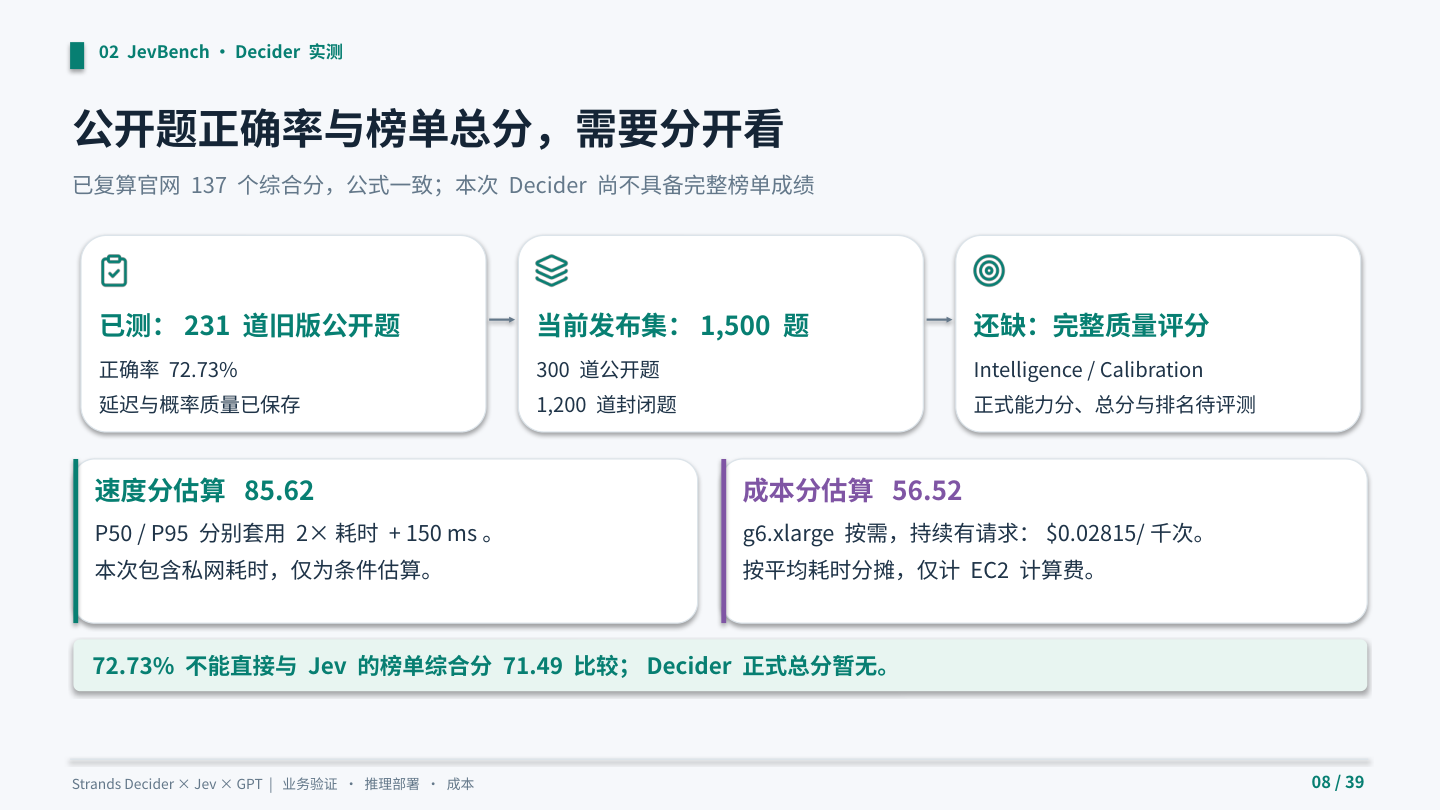 02 JevBench · Decider 实测
公开题正确率与榜单总分，需要分开看
已复算官网 137 个综合分，公式一致；本次 Decider 尚不具备完整榜单成绩
已测： 231 道旧版公开题
正确率 72.73%
延迟与概率质量已保存
当前发布集： 1,500 题
300 道公开题
1,200 道封闭题
还缺：完整质量评分
Intelligence / Calibration
正式能力分、总分与排名待评测
速度分估算 85.62
P50 / P95 分别套用 2× 耗时 + 150 ms 。
本次包含私网耗时，仅为条件估算。
成本分估算 56.52
g6.xlarge 按需，持续有请求： $0.02815/ 千次。
按平均耗时分摊，仅计 EC2 计算费。
72.73% 不能直接与 Jev 的榜单综合分 71.49 比较； Decider 正式总分暂无。
Strands Decider × Jev × GPT | 业务验证 · 推理部署 · 成本
08 / 39